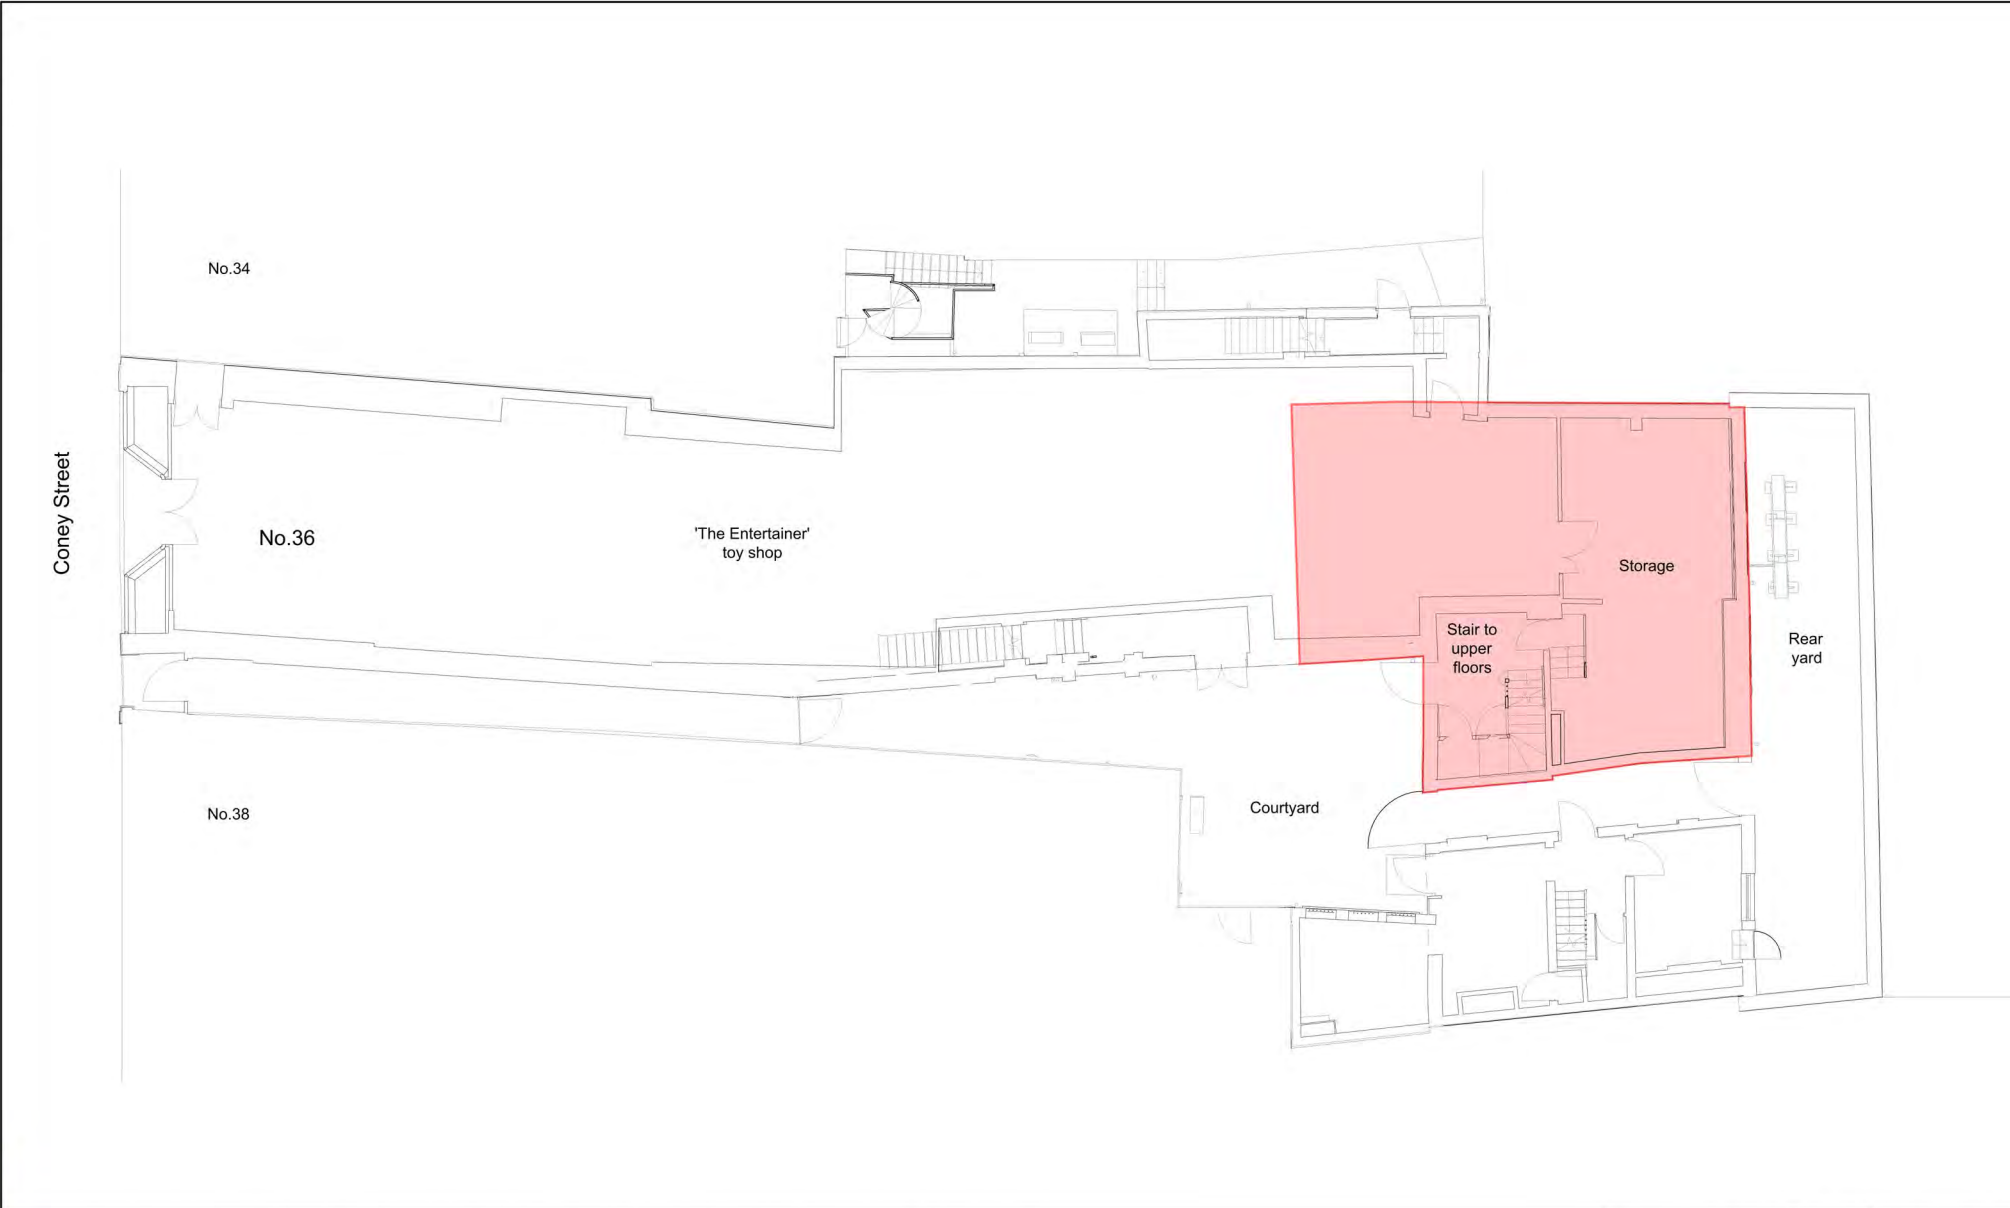 No.34
Coney Street
No.36
'The Entertainer'
toy shop
Storage
Stair to
upper
floors
Rear
yard
Courtyard
No.38